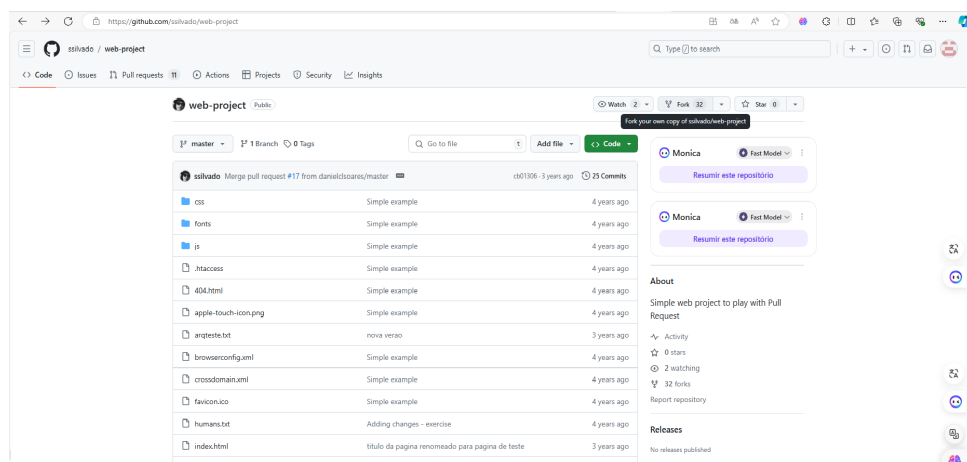 https://github.com/ssilvado/web-project
ssilvado / web-project
Type / to search
Code Issues Pull requests 11 Actions Projects Security Insights
web-project Public
Watch 2 Fork 32 Star 0
Fork your own copy of ssilvado/web-project
master 1 Branch 0 Tags Go to file t Add file Code
ssilvado Merge pull request #17 from danielclsoares/master cb01306 · 3 years ago 25 Commits
css Simple example 4 years ago
fonts Simple example 4 years ago
js Simple example 4 years ago
.htaccess Simple example 4 years ago
404.html Simple example 4 years ago
apple-touch-icon.png Simple example 4 years ago
arqteste.txt nova verao 3 years ago
browserconfig.xml Simple example 4 years ago
crossdomain.xml Simple example 4 years ago
favicon.ico Simple example 4 years ago
humans.txt Adding changes - exercise 4 years ago
index.html titulo da pagina renomeado para pagina de teste 3 years ago
Monica Fast Model
Resumir este repositório
Monica Fast Model
Resumir este repositório
About
Simple web project to play with Pull
Request
Activity
0 stars
2 watching
32 forks
Report repository
Releases
No releases published